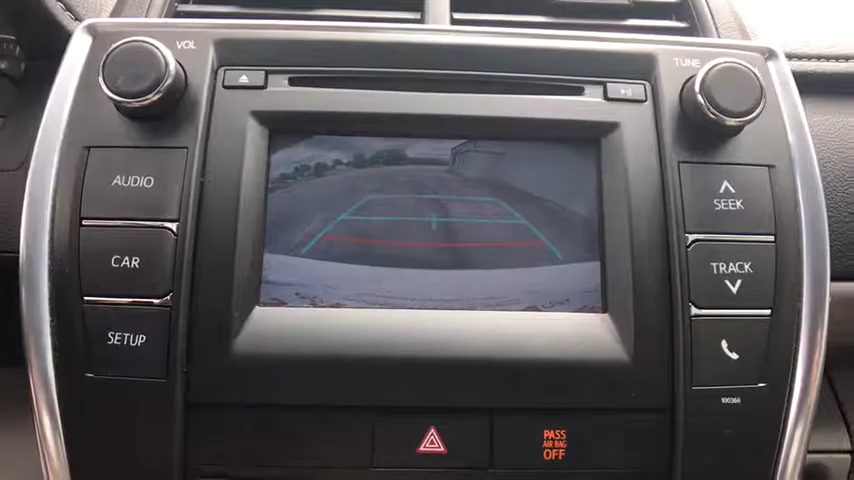 VOL
TUNE
AUDIO
SEEK
CAR
TRACK
SETUP
100366
PASS
AIR BAG
OFF